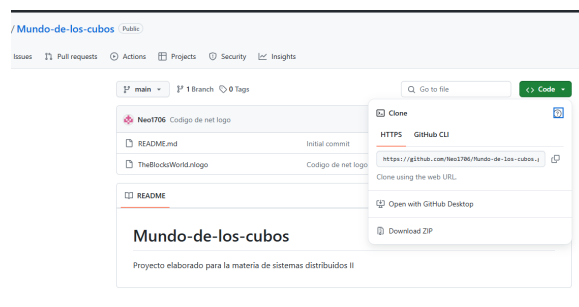 / Mundo-de-los-cubos Public
Issues Pull requests Actions Projects Security Insights
main 1 Branch 0 Tags Go to file <> Code
Neo1706 Codigo de net logo
Clone
HTTPS GitHub CLI
README.md Initial commit
https://github.com/Neo1706/Mundo-de-los-cubos.g
TheBlocksWorld.nlogo Codigo de net logo
Clone using the web URL.
README
Open with GitHub Desktop
Download ZIP
Mundo-de-los-cubos
Proyecto elaborado para la materia de sistemas distribuidos II